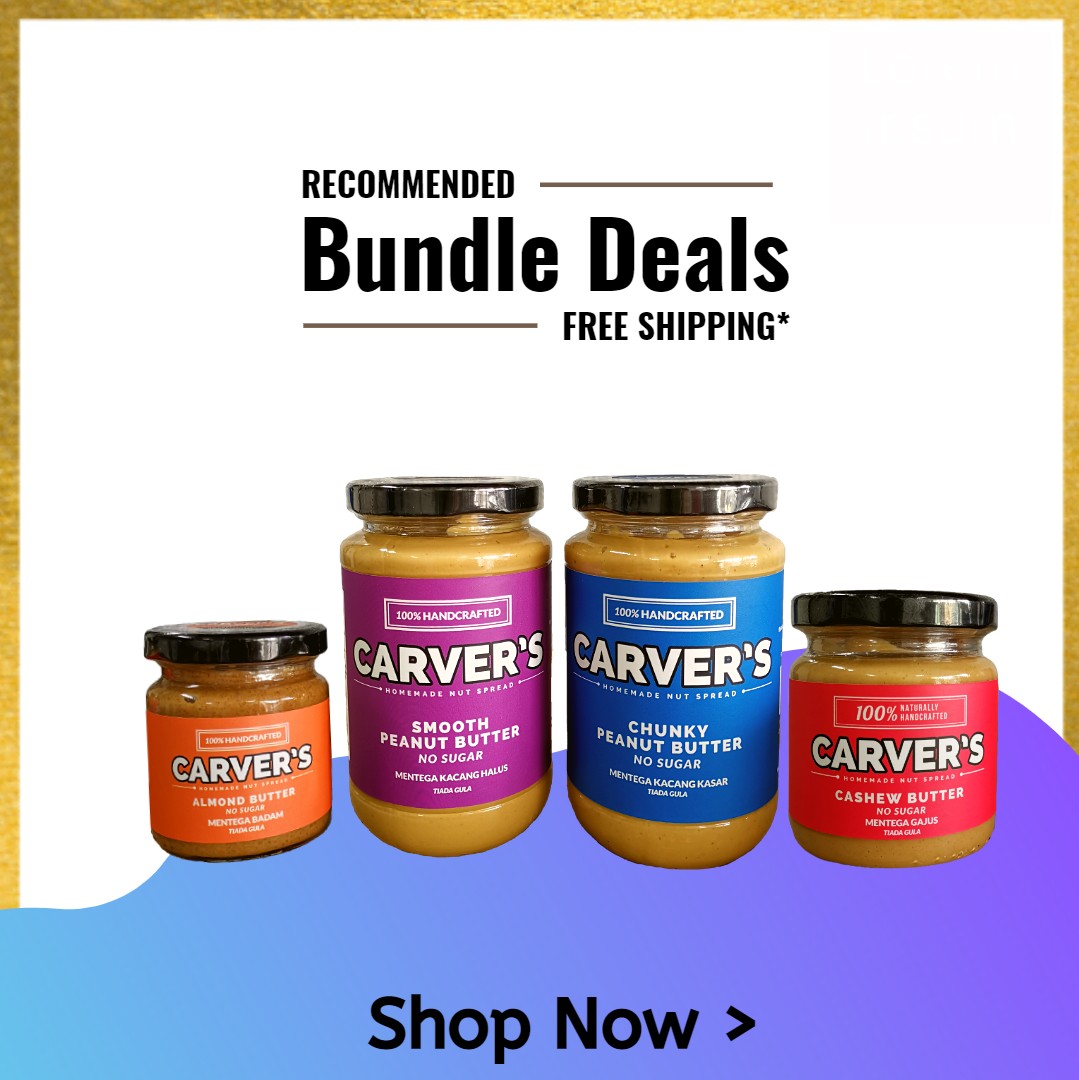 RECOMMENDED
Bundle Deals
FREE SHIPPING*
100% HANDCRAFTED
CARVER'S
HOMEMADE NUT SPREAD
ALMOND BUTTER
NO SUGAR
MENTEGA BADAM
TIADA GULA
100% HANDCRAFTED
CARVER'S
HOMEMADE NUT SPREAD
SMOOTH
PEANUT BUTTER
NO SUGAR
MENTEGA KACANG HALUS
TIADA GULA
100% HANDCRAFTED
CARVER'S
HOMEMADE NUT SPREAD
CHUNKY
PEANUT BUTTER
NO SUGAR
MENTEGA KACANG KASAR
TIADA GULA
100% NATURALLY
HANDCRAFTED
CARVER'S
HOMEMADE NUT SPREAD
CASHEW BUTTER
NO SUGAR
MENTEGA GAJUS
TIADA GULA
Shop Now >